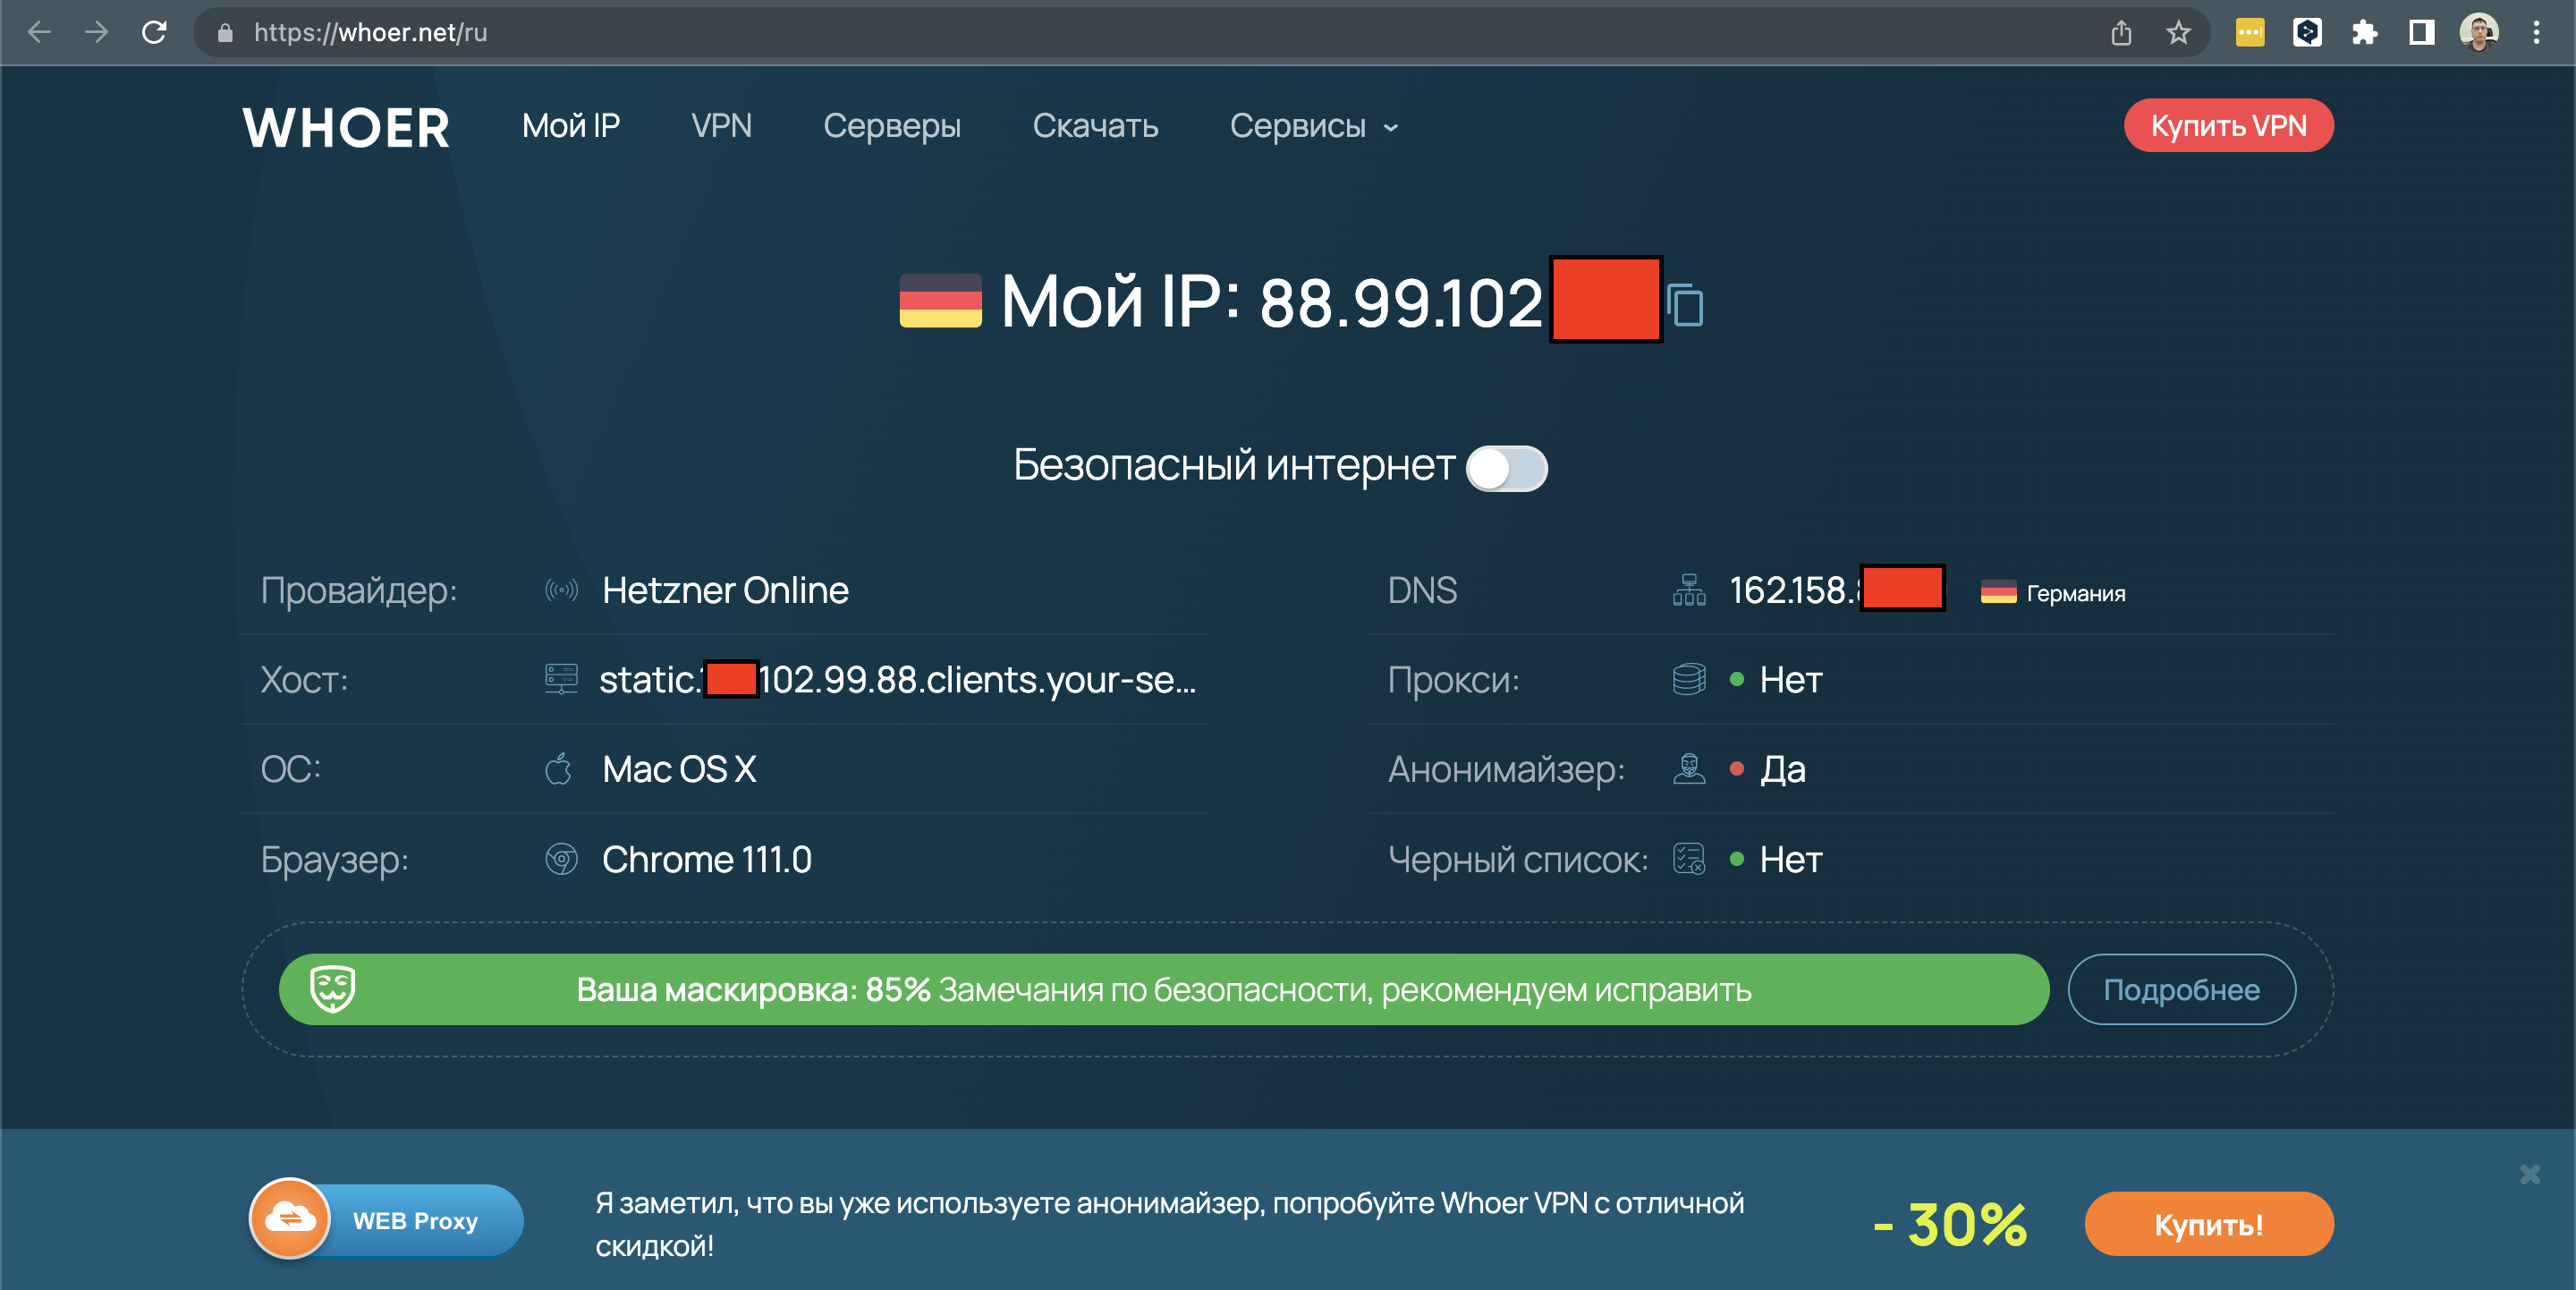 https://whoer.net/ru
WHOER Мой IP VPN Серверы Скачать Сервисы Купить VPN
Мой IP: 88.99.102
Безопасный интернет
Провайдер: Hetzner Online
DNS 162.158. Германия
Хост: static. 102.99.88.clients.your-se...
Прокси: Нет
ОС: Mac OS X
Анонимайзер: Да
Браузер: Chrome 111.0
Черный список: Нет
Ваша маскировка: 85% Замечания по безопасности, рекомендуем исправить
Подробнее
WEB Proxy
Я заметил, что вы уже используете анонимайзер, попробуйте Whoer VPN с отличной
скидкой!
- 30%
Купить!